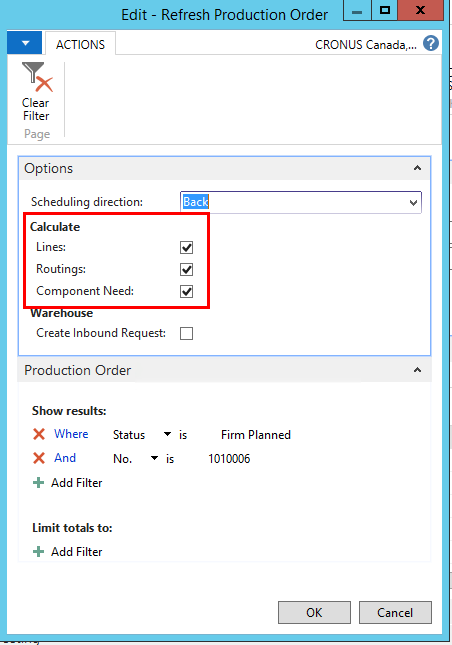 Edit - Refresh Production Order
ACTIONS
CRONUS Canada,... ?
Clear
Filter
Page
Options
Scheduling direction: Back
Calculate
Lines:
Routings:
Component Need:
Warehouse
Create Inbound Request:
Production Order
Show results:
Where Status is Firm Planned
And No. is 1010006
Add Filter
Limit totals to:
Add Filter
OK Cancel